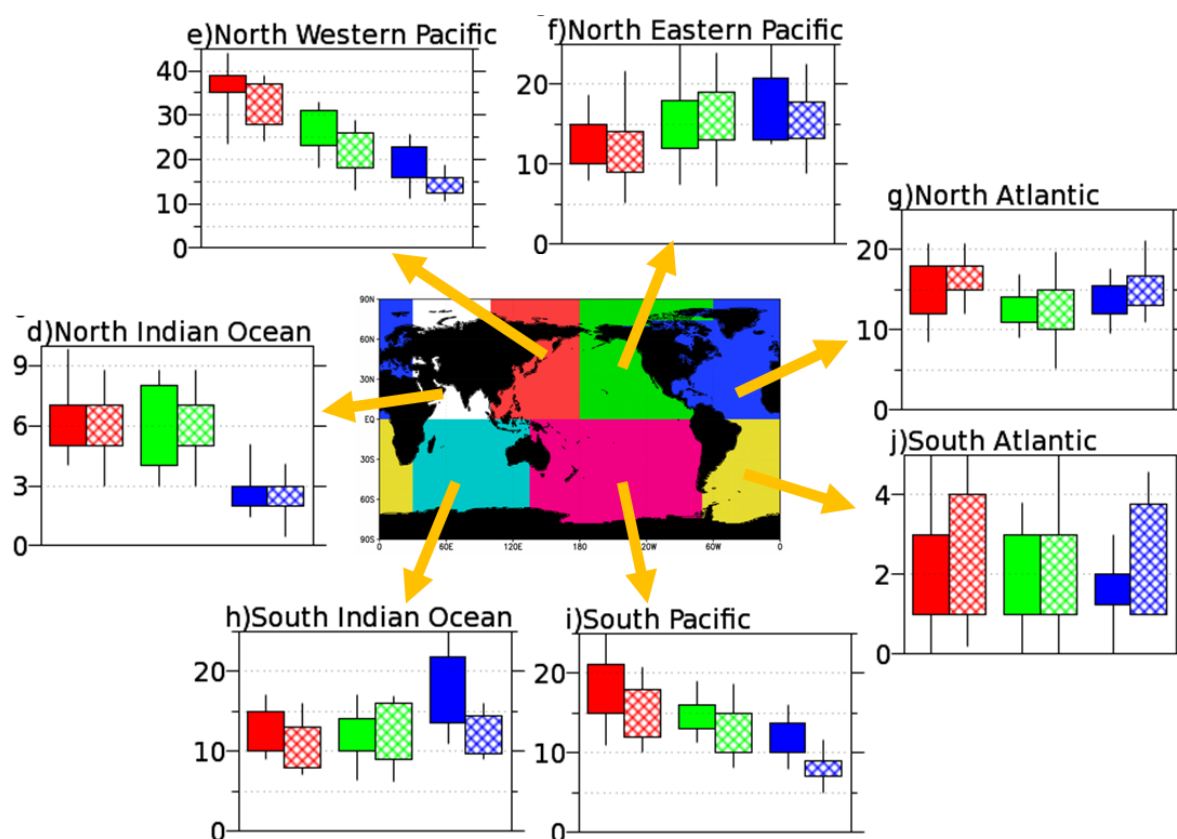 e)North Western Pacific
40
30
20
10
0
f)North Eastern Pacific
20
10
0
g)North Atlantic
20
10
0
d)North Indian Ocean
9
6
3
0
90N
60N
30N
EQ
30S
60S
90S
0
60E
120E
180
120W
60W
0
j)South Atlantic
4
2
0
h)South Indian Ocean
20
10
0
i)South Pacific
20
10
0